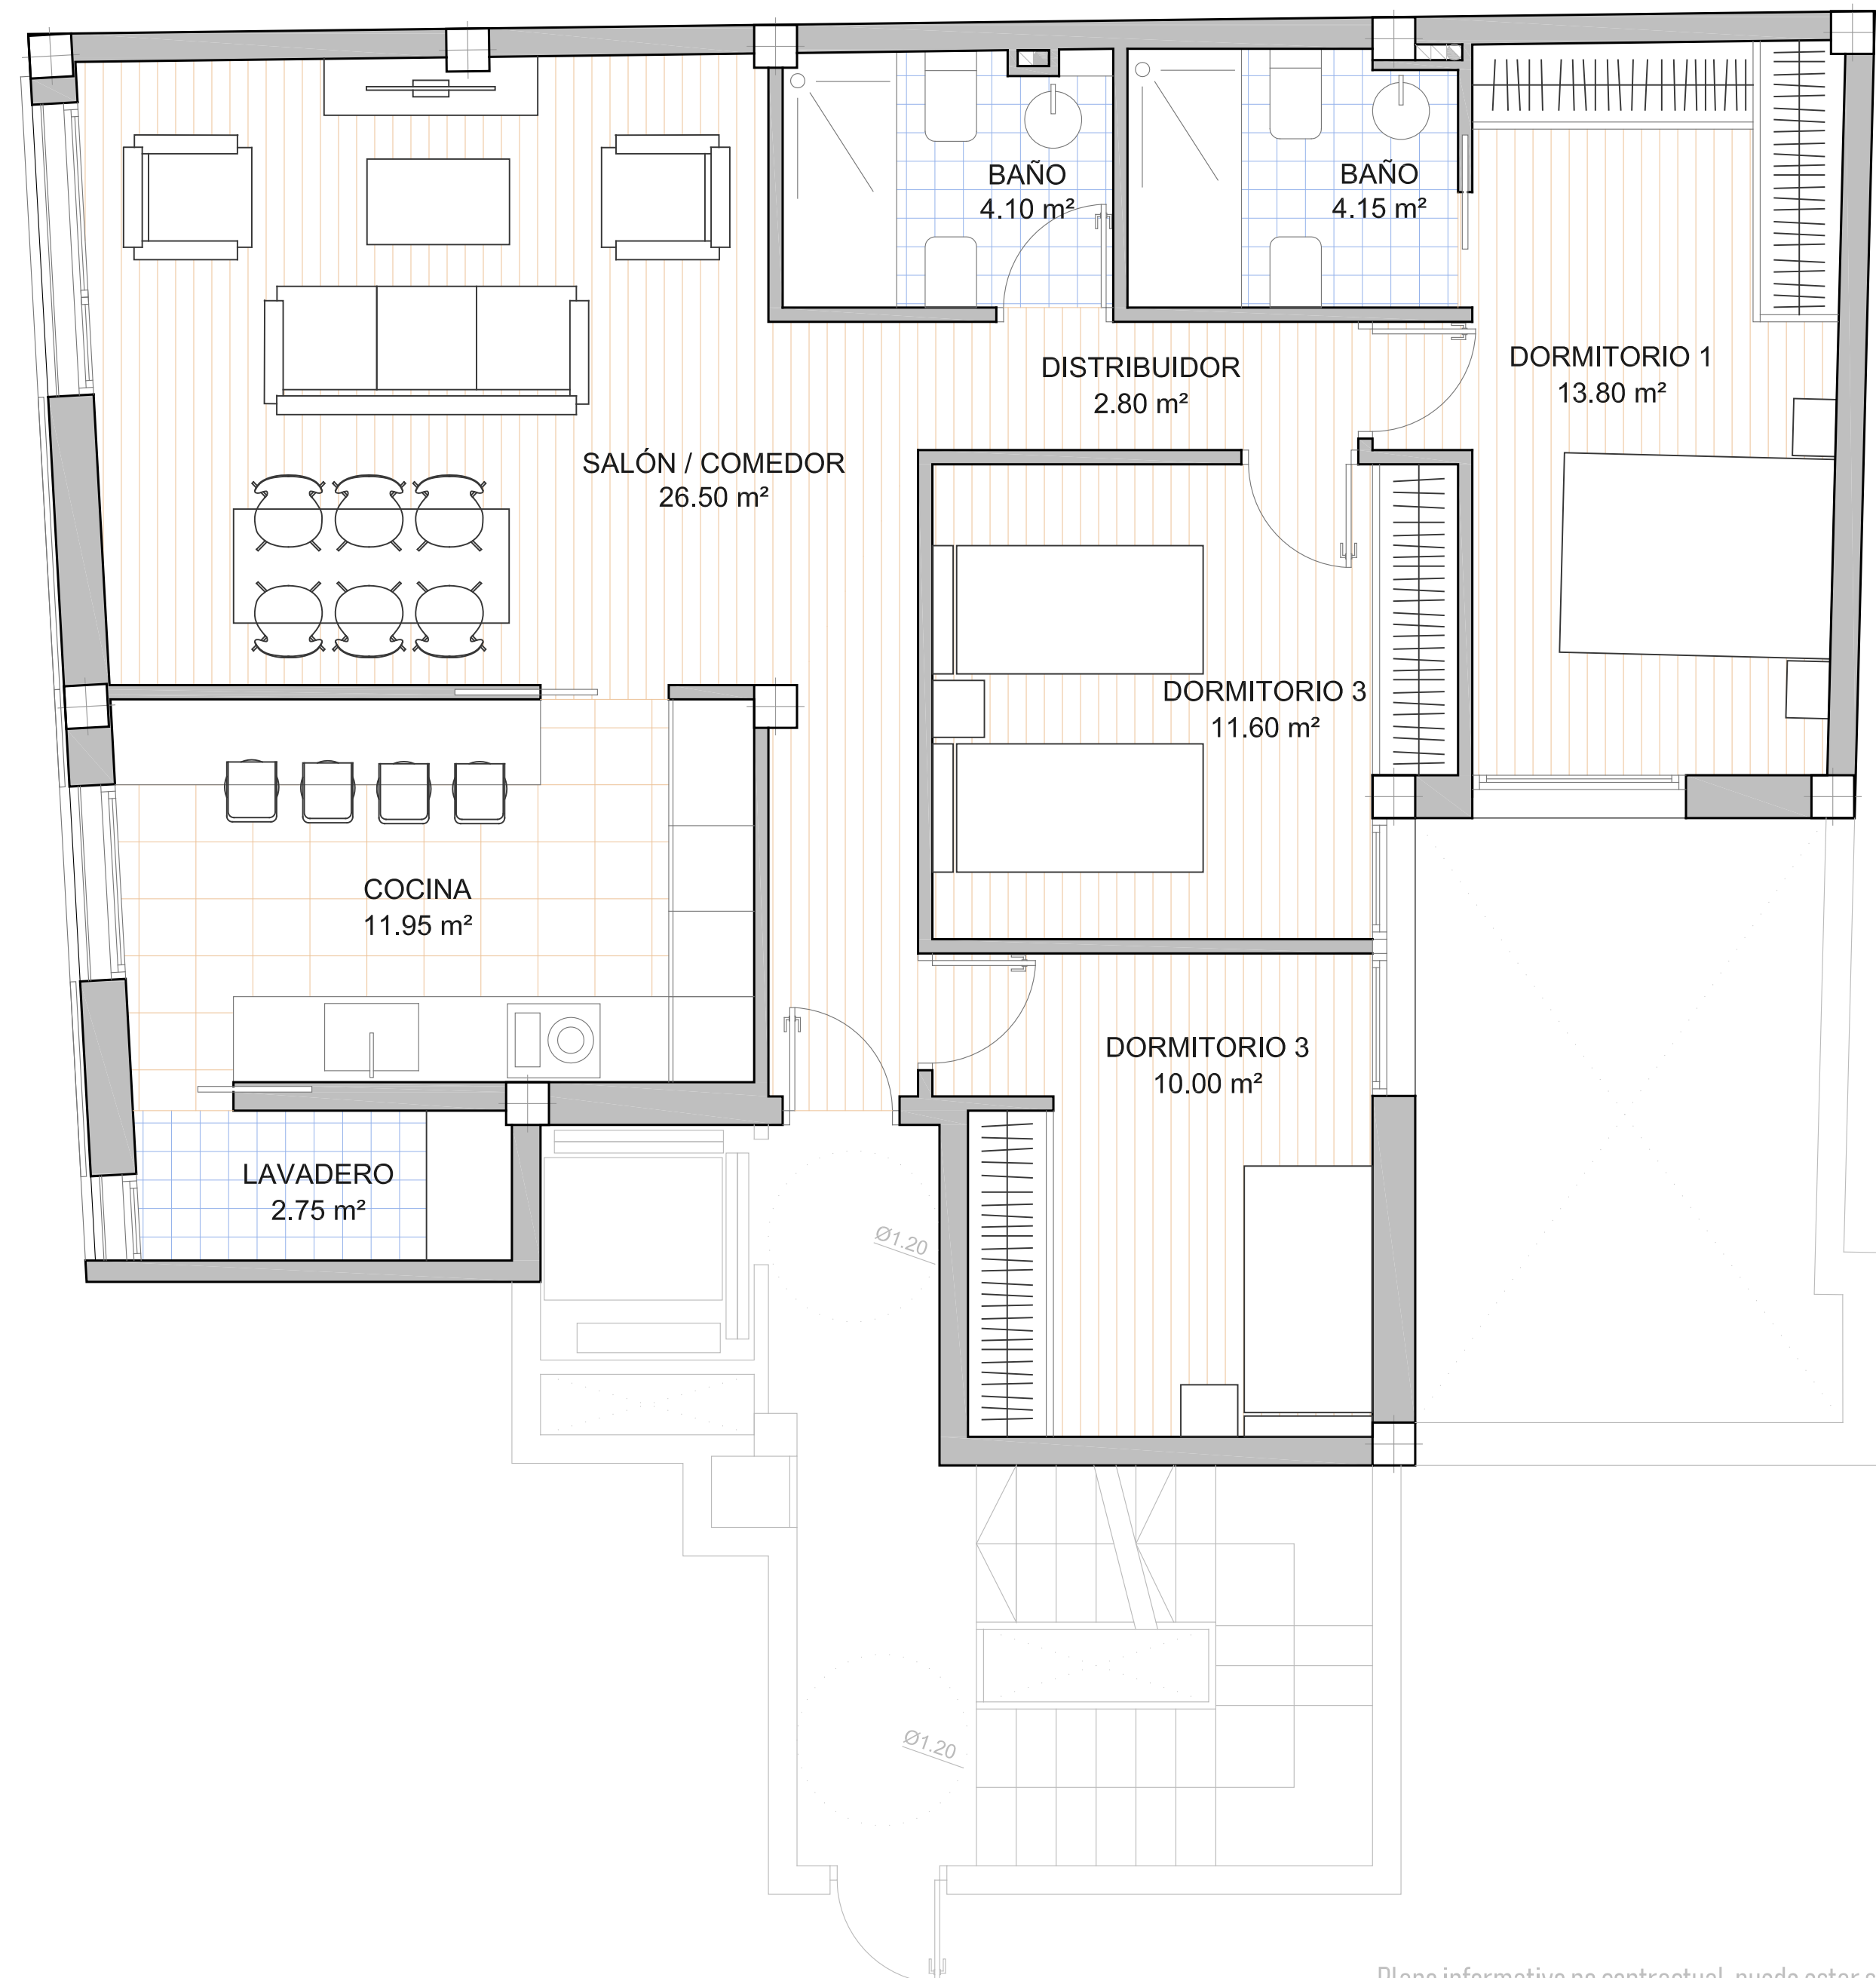 BAÑO
4.10 m²
BAÑO
4.15 m²
DISTRIBUIDOR
2.80 m²
DORMITORIO 1
13.80 m²
SALÓN / COMEDOR
26.50 m²
DORMITORIO 3
11.60 m²
COCINA
11.95 m²
DORMITORIO 3
10.00 m²
LAVADERO
2.75 m²
Ø1.20
Ø1.20
Plano informativo no contractual, puede estar s